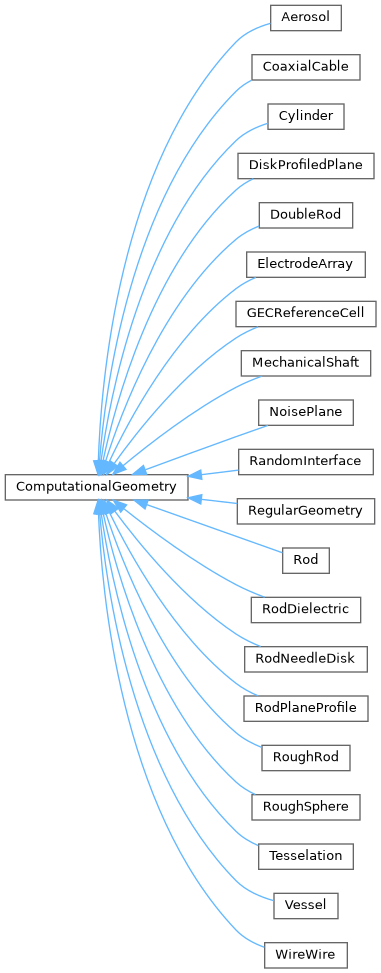 Aerosol
CoaxialCable
Cylinder
DiskProfiledPlane
DoubleRod
ElectrodeArray
GECReferenceCell
MechanicalShaft
NoisePlane
RandomInterface
ComputationalGeometry
RegularGeometry
Rod
RodDielectric
RodNeedleDisk
RodPlaneProfile
RoughRod
RoughSphere
Tesselation
Vessel
WireWire